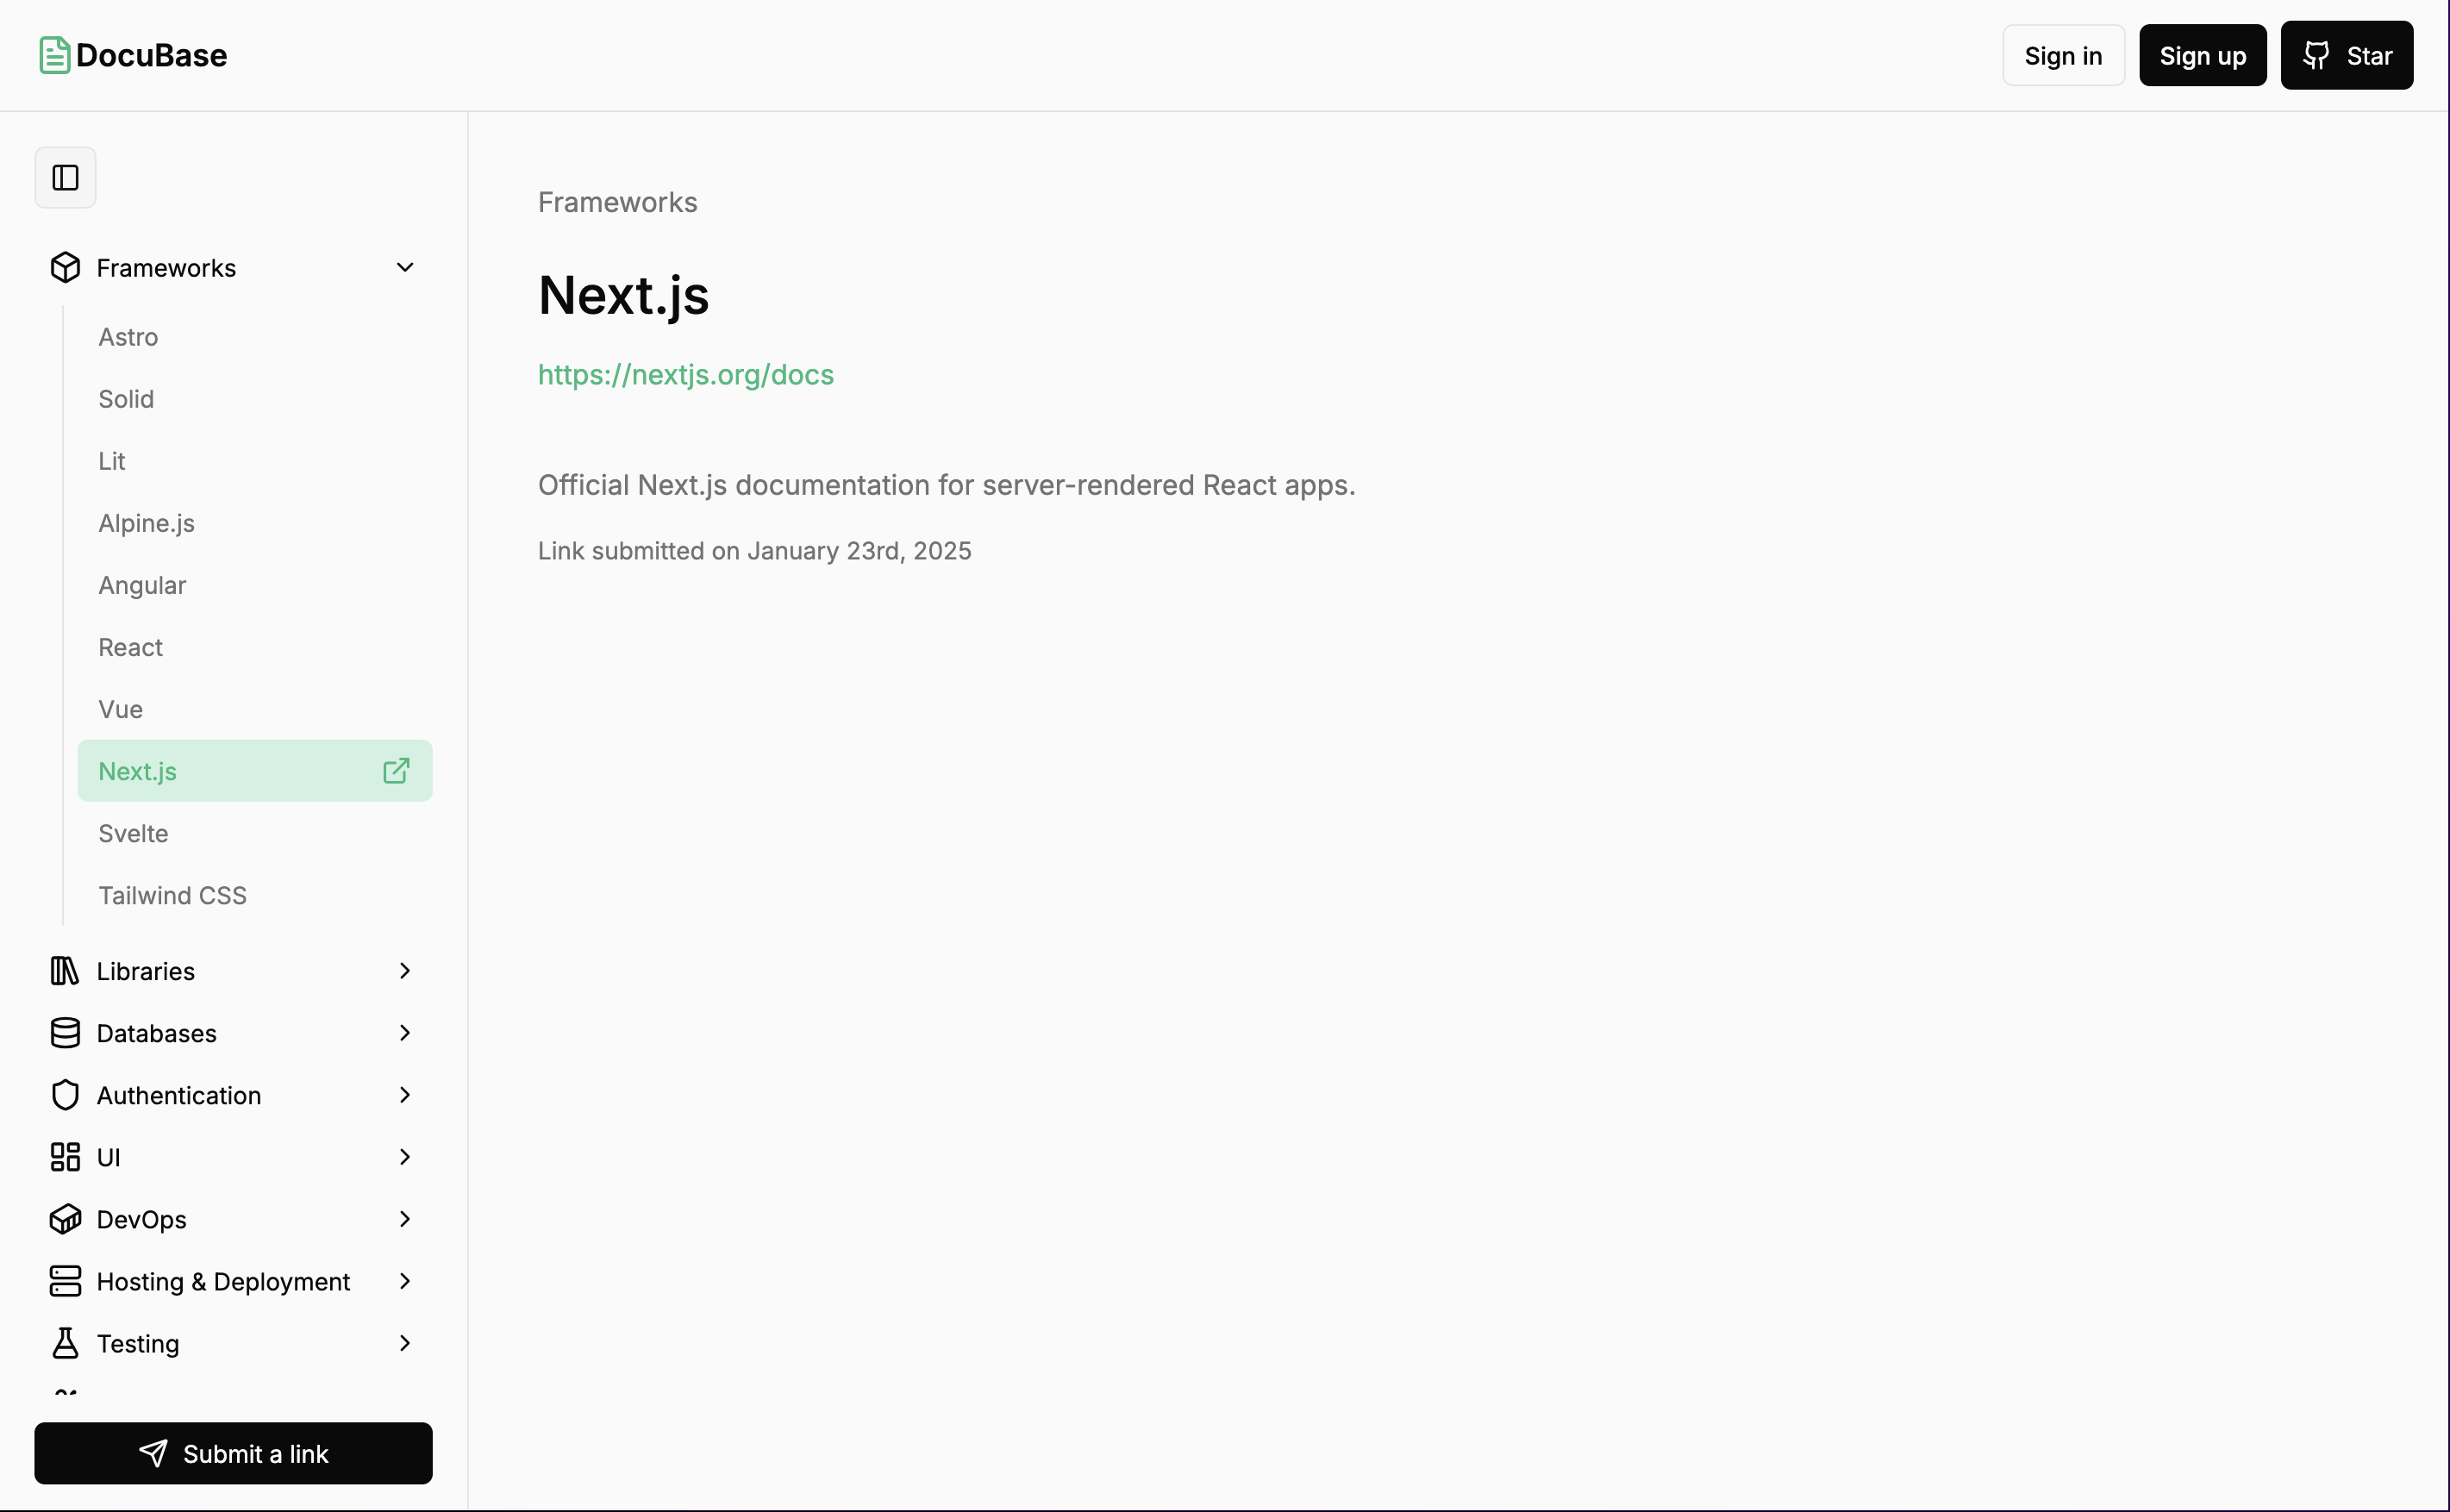 DocuBase
Sign in
Sign up
Star
Frameworks
Astro
Solid
Lit
Alpine.js
Angular
React
Vue
Next.js
Svelte
Tailwind CSS
Libraries
Databases
Authentication
UI
DevOps
Hosting & Deployment
Testing
Submit a link
Frameworks
Next.js
https://nextjs.org/docs
Official Next.js documentation for server-rendered React apps.
Link submitted on January 23rd, 2025